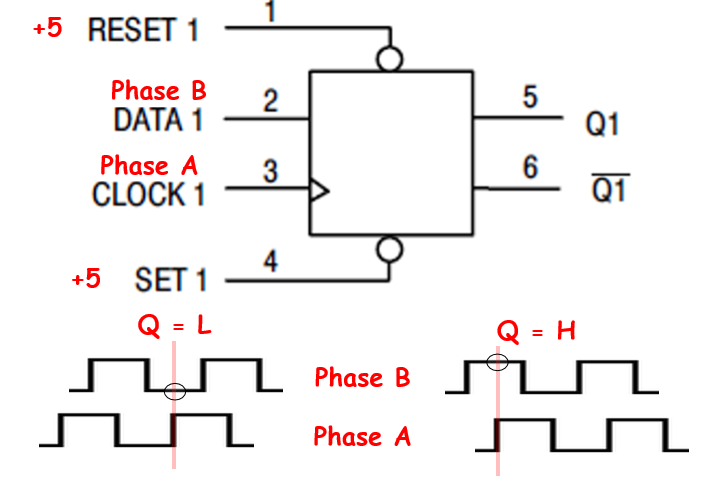 1
+5 RESET 1
Phase B
2
5
DATA 1
Q1
Phase A
3
6
CLOCK 1
Q1
4
+5 SET 1
Q = L
Q = H
Phase B
Phase A